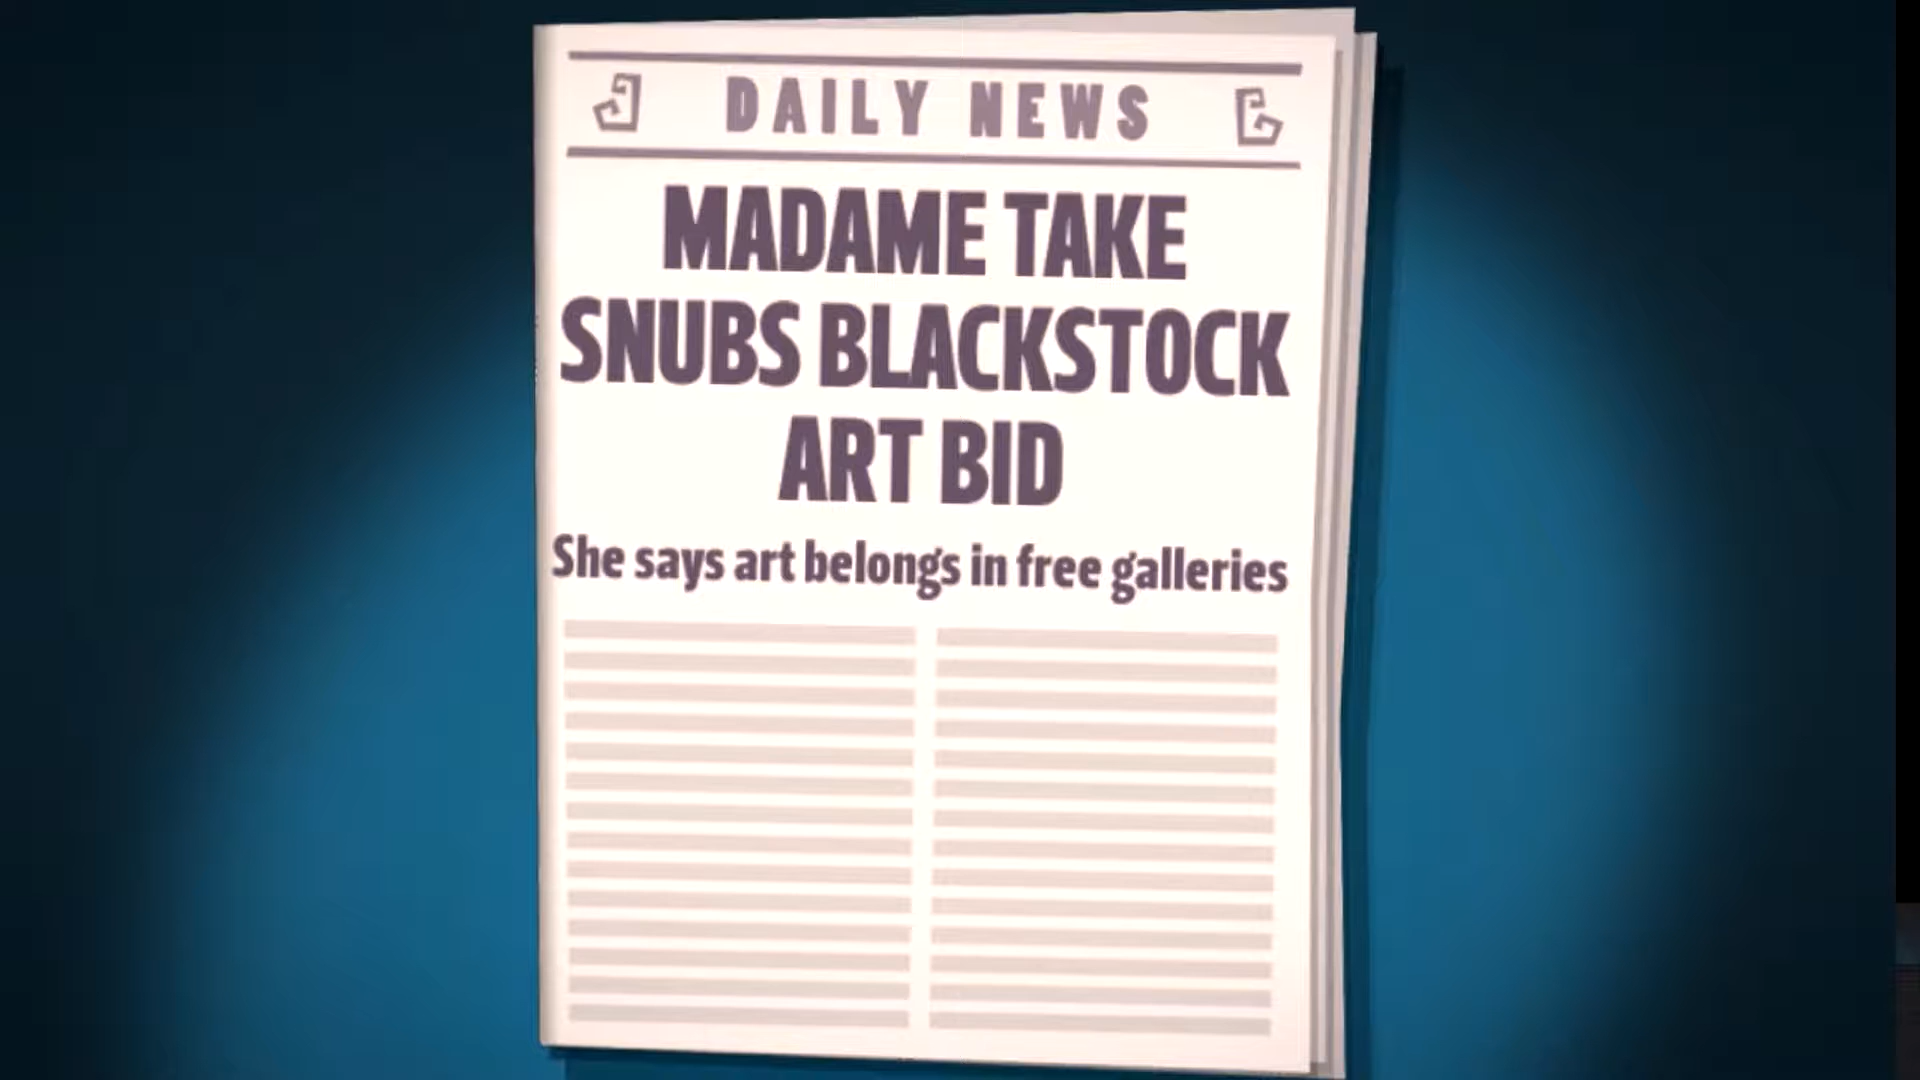 DAILY NEWS
MADAME TAKE
SNUBS BLACKSTOCK
ART BID
She says art belongs in free galleries